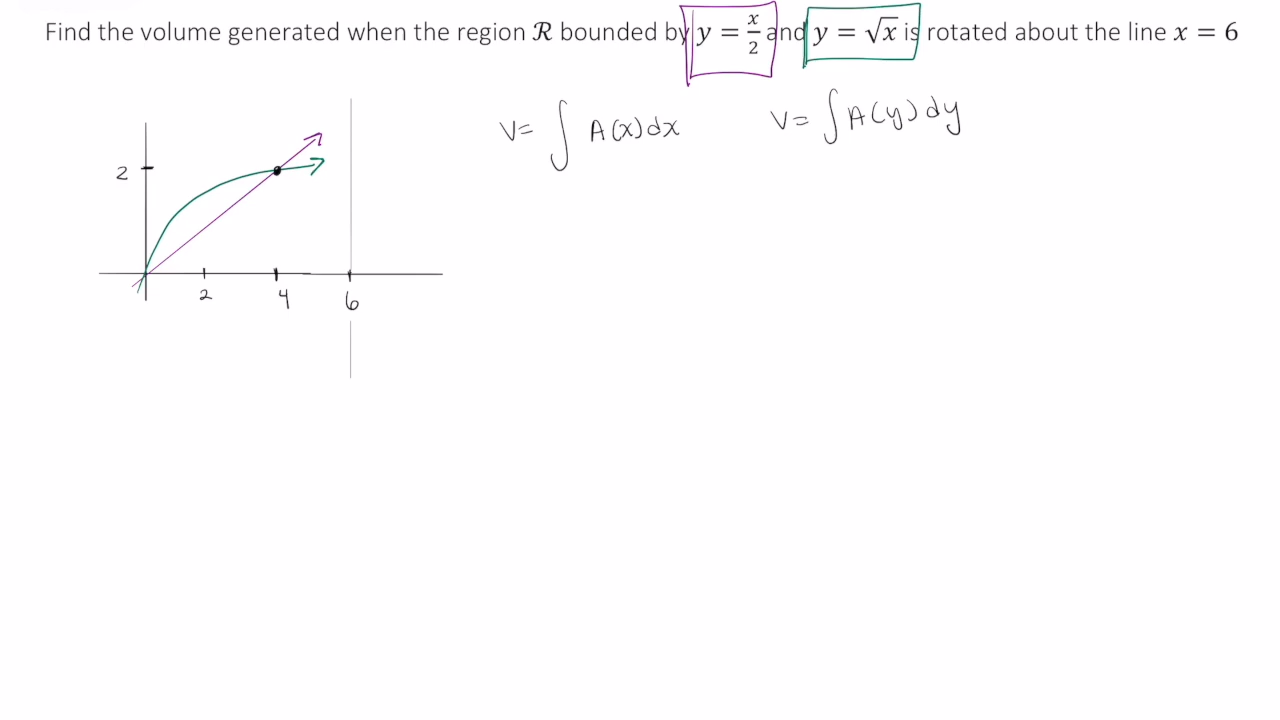 Find the volume generated when the region ℛ bounded by y = x/2 and y = √x is rotated about the line x = 6
V= ∫ A(x)dx V= ∫A(y)dy
2
2 4 6